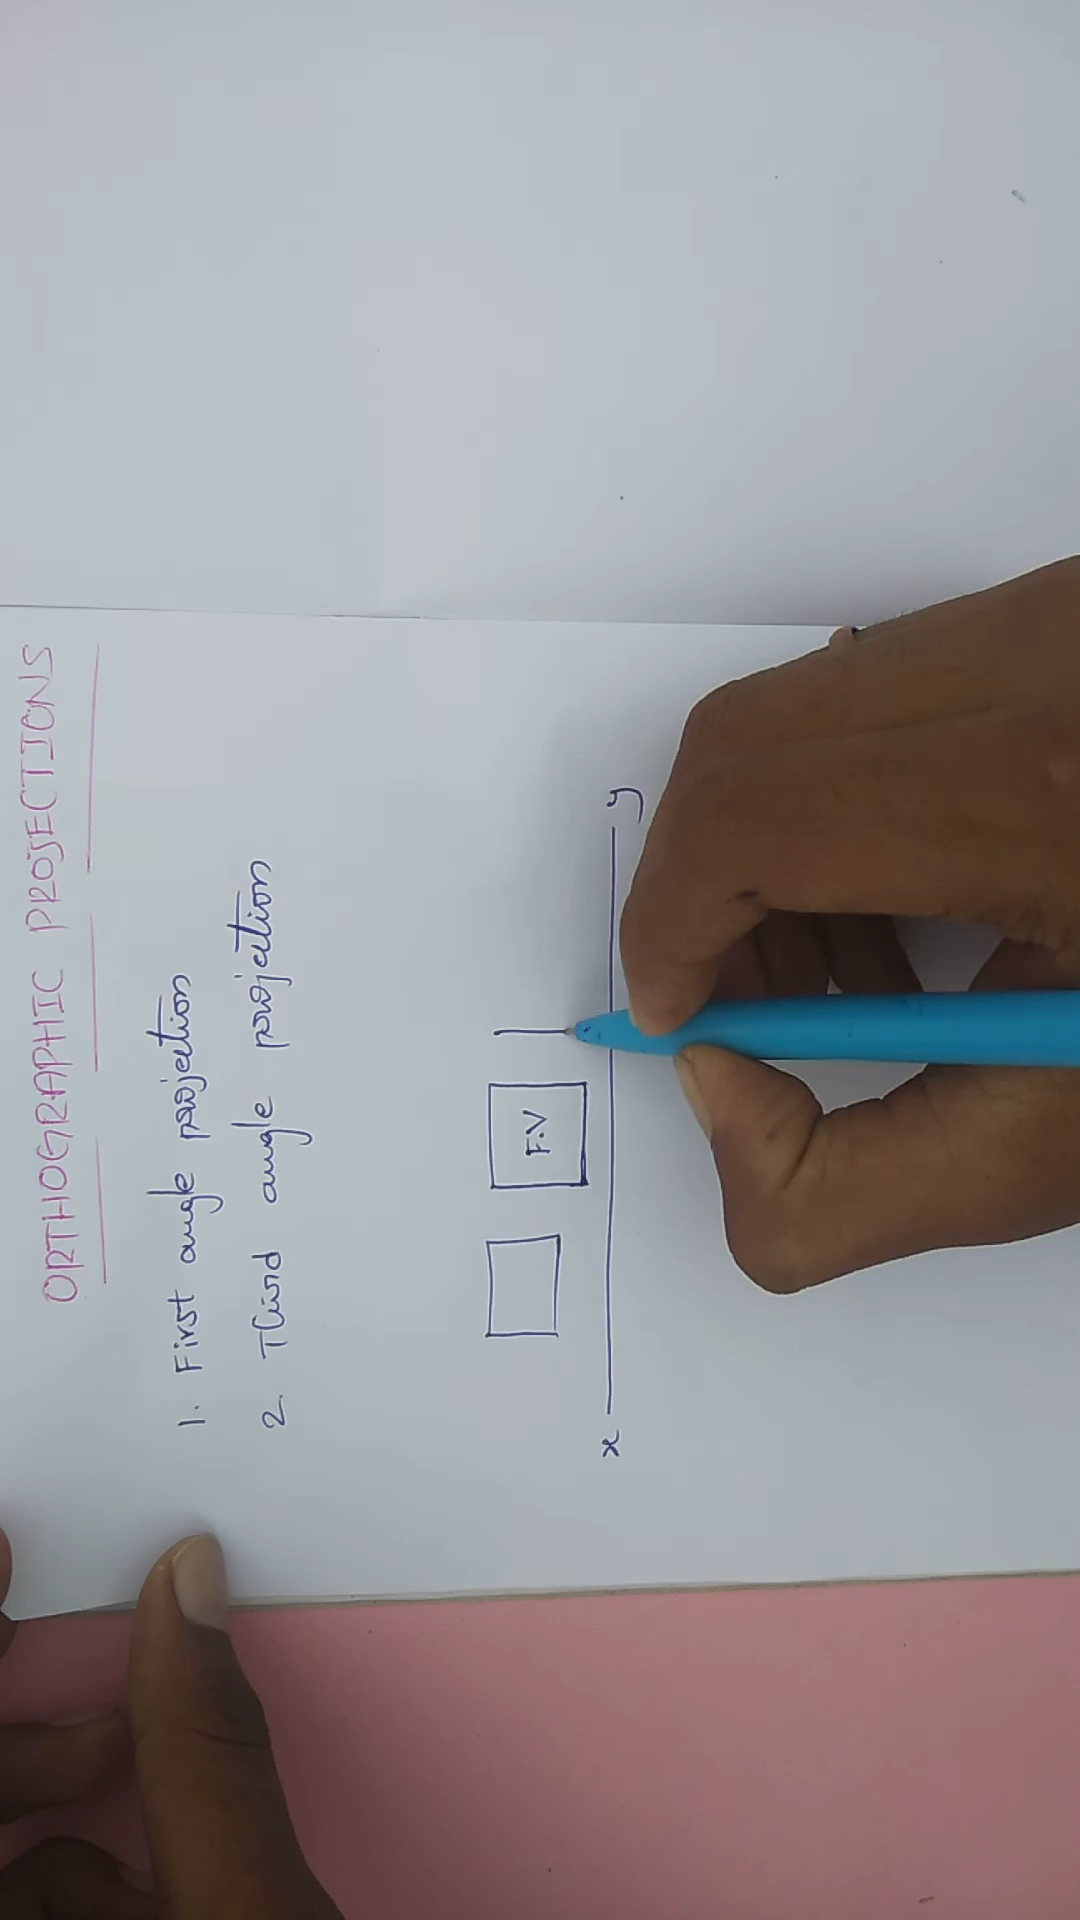 ORTHOGRAPHIC PROJECTIONS
1. First angle projection
2. Third angle projection
F.V
x y